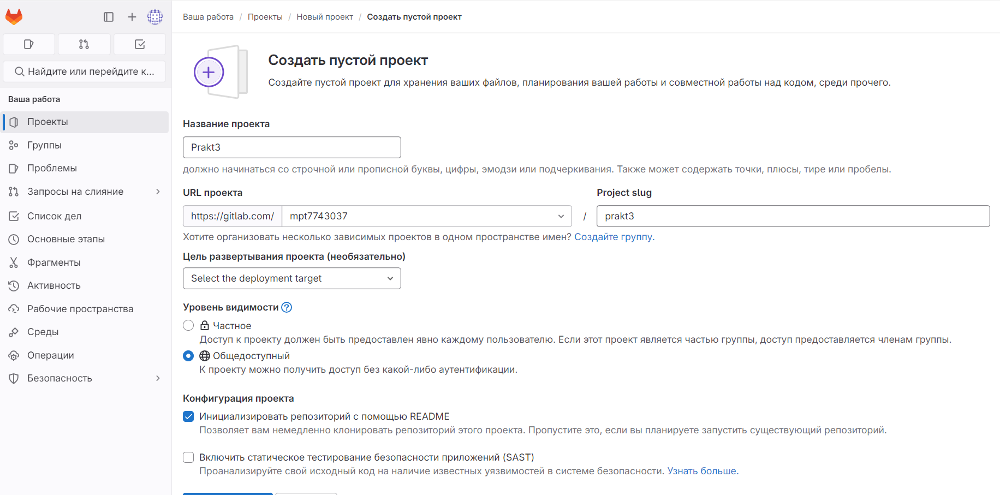 Ваша работа / Проекты / Новый проект / Создать пустой проект
Найдите или перейдите к...
Ваша работа
Проекты
Группы
Проблемы
Запросы на слияние
Список дел
Основные этапы
Фрагменты
Активность
Рабочие пространства
Среды
Операции
Безопасность
Создать пустой проект
Создайте пустой проект для хранения ваших файлов, планирования вашей работы и совместной работы над кодом, среди прочего.
Название проекта
Prakt3
должно начинаться со строчной или прописной буквы, цифры, эмодзи или подчеркивания. Также может содержать точки, плюсы, тире или пробелы.
URL проекта
Project slug
https://gitlab.com/ mpt7743037 / prakt3
Хотите организовать несколько зависимых проектов в одном пространстве имен? Создайте группу.
Цель развертывания проекта (необязательно)
Select the deployment target
Уровень видимости ?
Частное
Доступ к проекту должен быть предоставлен явно каждому пользователю. Если этот проект является частью группы, доступ предоставляется членам группы.
Общедоступный
К проекту можно получить доступ без какой-либо аутентификации.
Конфигурация проекта
Инициализировать репозиторий с помощью README
Позволяет вам немедленно клонировать репозиторий этого проекта. Пропустите это, если вы планируете запустить существующий репозиторий.
Включить статическое тестирование безопасности приложений (SAST)
Проанализируйте свой исходный код на наличие известных уязвимостей в системе безопасности. Узнать больше.